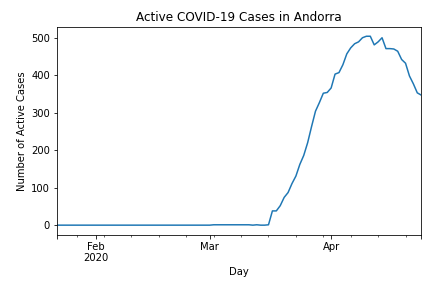 Active COVID-19 Cases in Andorra
Number of Active Cases
500
400
300
200
100
0
Feb
2020
Mar
Apr
Day